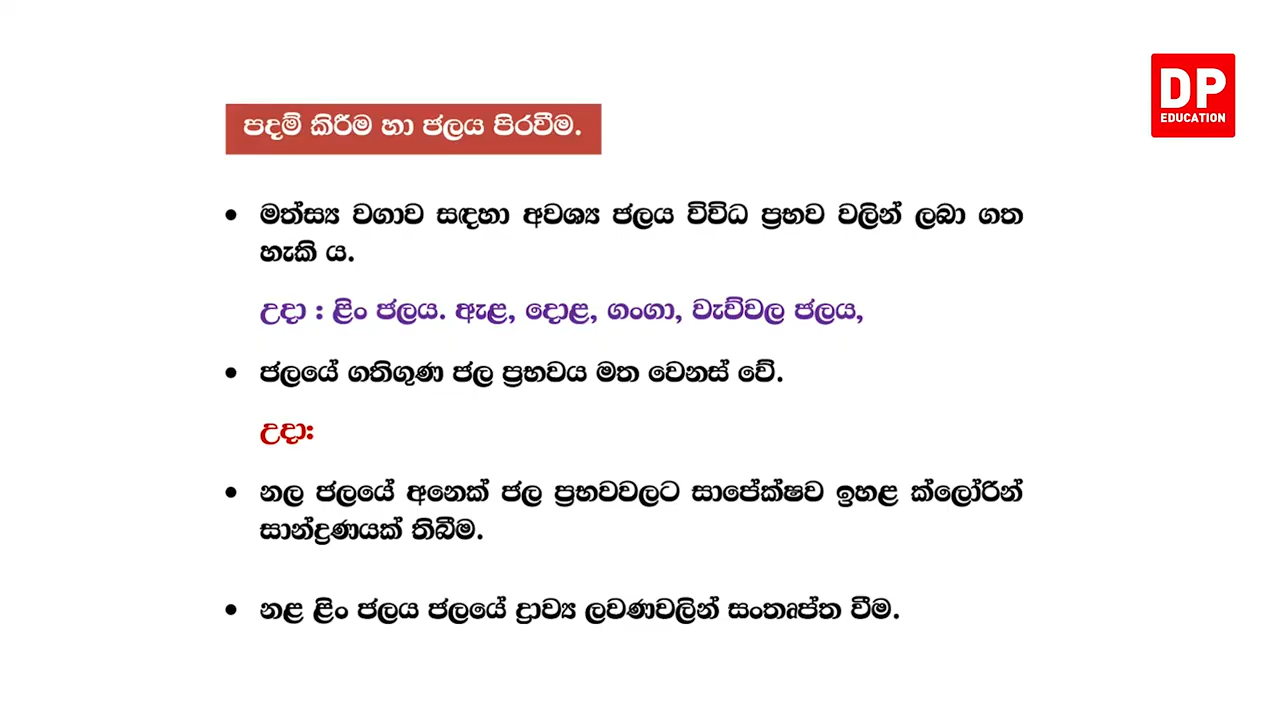 DP
EDUCATION
පදම් කිරීම හා ජලය පිරවීම.
• මත්ස්‍ය වගාව සඳහා අවශ්‍ය ජලය විවිධ ප්‍රභව වලින් ලබා ගත
හැකි ය.
උදා : ළිං ජලය. ඇළ, දොළ, ගංගා, වැව්වල ජලය,
• ජලයේ ගතිගුණ ජල ප්‍රභවය මත වෙනස් වේ.
උදා:
• නල ජලයේ අනෙක් ජල ප්‍රභවවලට සාපේක්ෂව ඉහළ ක්ලෝරින්
සාන්ද්‍රණයක් තිබීම.
• නළ ළිං ජලය ජලයේ ද්‍රාව්‍ය ලවණවලින් සංතෘප්ත වීම.